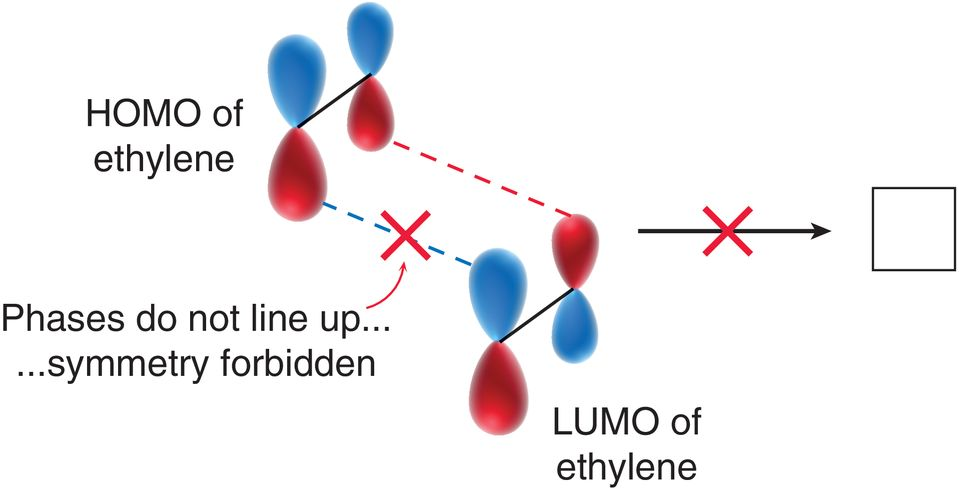 HOMO of
ethylene
Phases do not line up...
...symmetry forbidden
LUMO of
ethylene